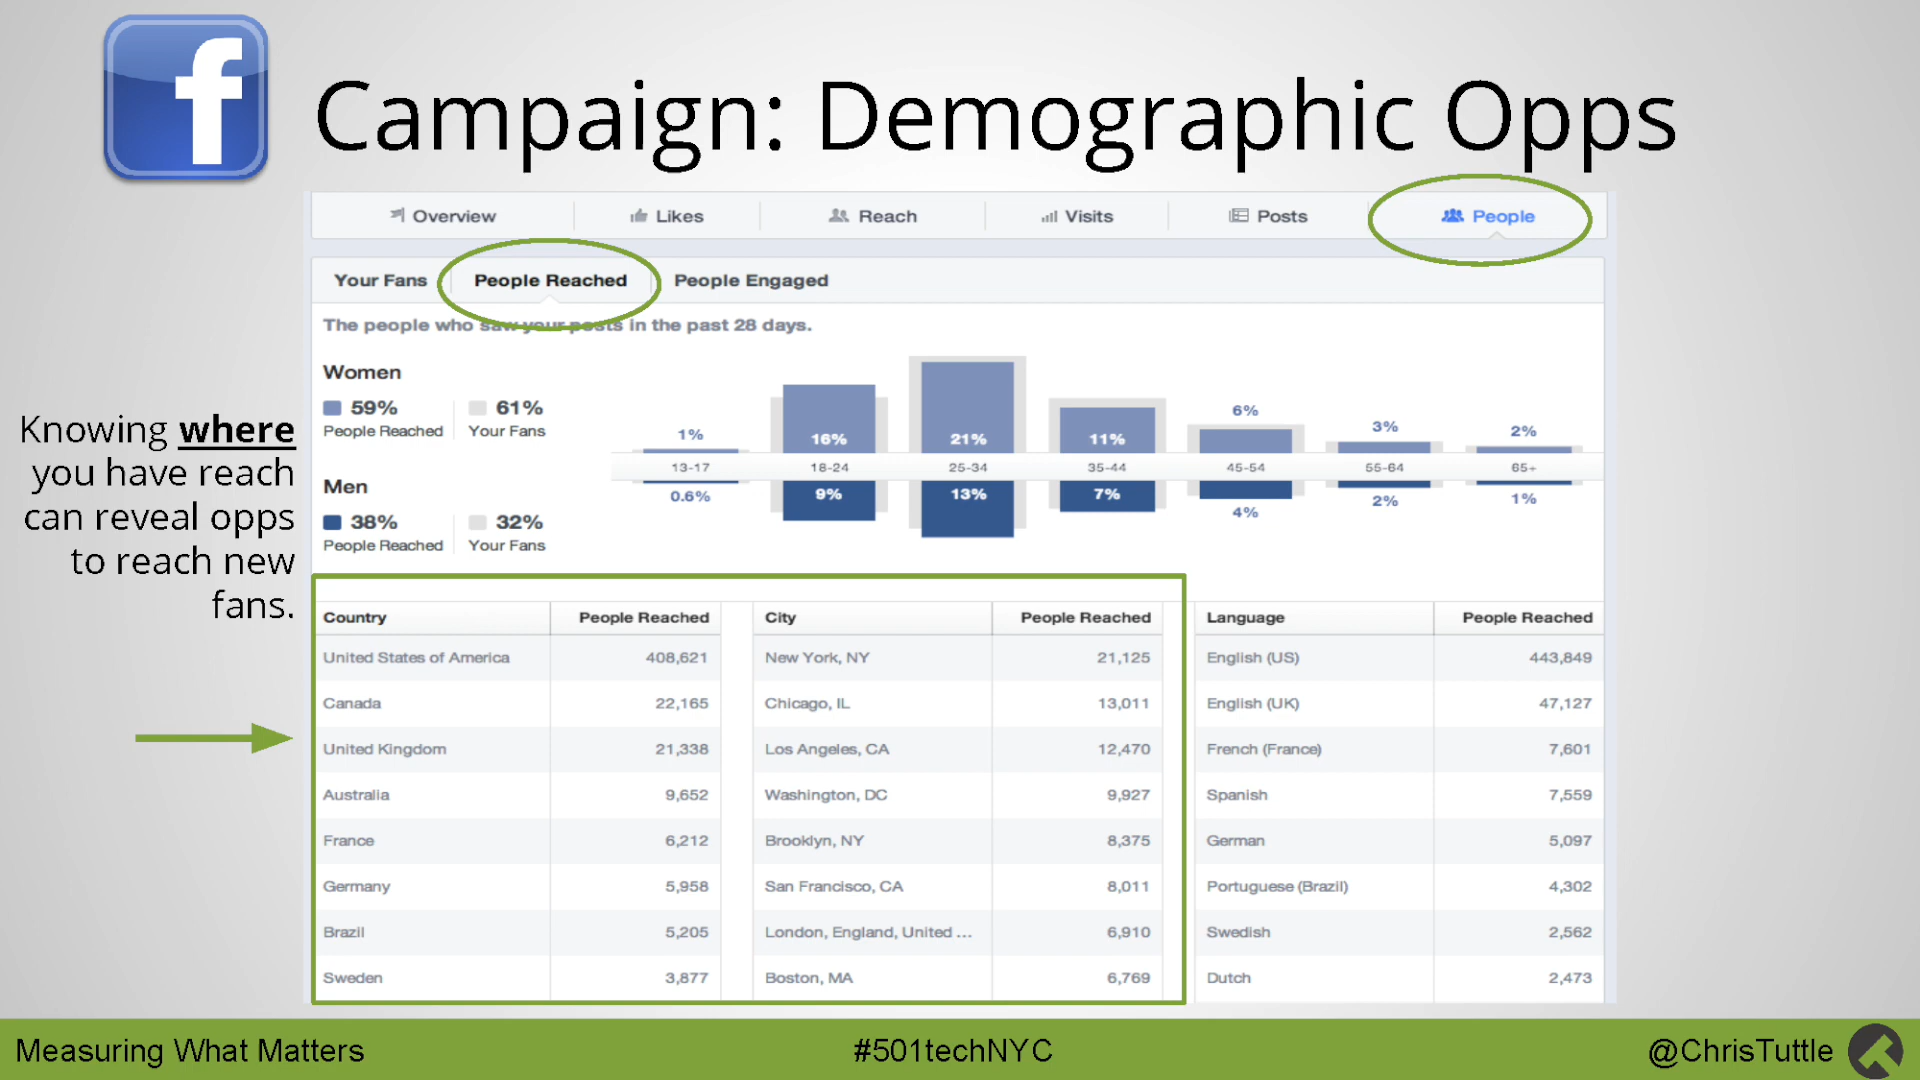 f
Campaign: Demographic Opps
Overview Likes Reach Visits Posts People
Your Fans People Reached People Engaged
The people who saw your posts in the past 28 days.
Women
59% 61%
People Reached Your Fans
1% 16% 21% 11% 6% 3% 2%
13-17 18-24 25-34 35-44 45-54 55-64 65+
Men
0.6% 9% 13% 7% 4% 2% 1%
38% 32%
People Reached Your Fans
Knowing where
you have reach
can reveal opps
to reach new
fans.
Country People Reached City People Reached Language People Reached
United States of America 408,621 New York, NY 21,125 English (US) 443,849
Canada 22,165 Chicago, IL 13,011 English (UK) 47,127
United Kingdom 21,338 Los Angeles, CA 12,470 French (France) 7,601
Australia 9,652 Washington, DC 9,927 Spanish 7,559
France 6,212 Brooklyn, NY 8,375 German 5,097
Germany 5,958 San Francisco, CA 8,011 Portuguese (Brazil) 4,302
Brazil 5,205 London, England, United ... 6,910 Swedish 2,562
Sweden 3,877 Boston, MA 6,769 Dutch 2,473
Measuring What Matters #501techNYC @ChrisTuttle